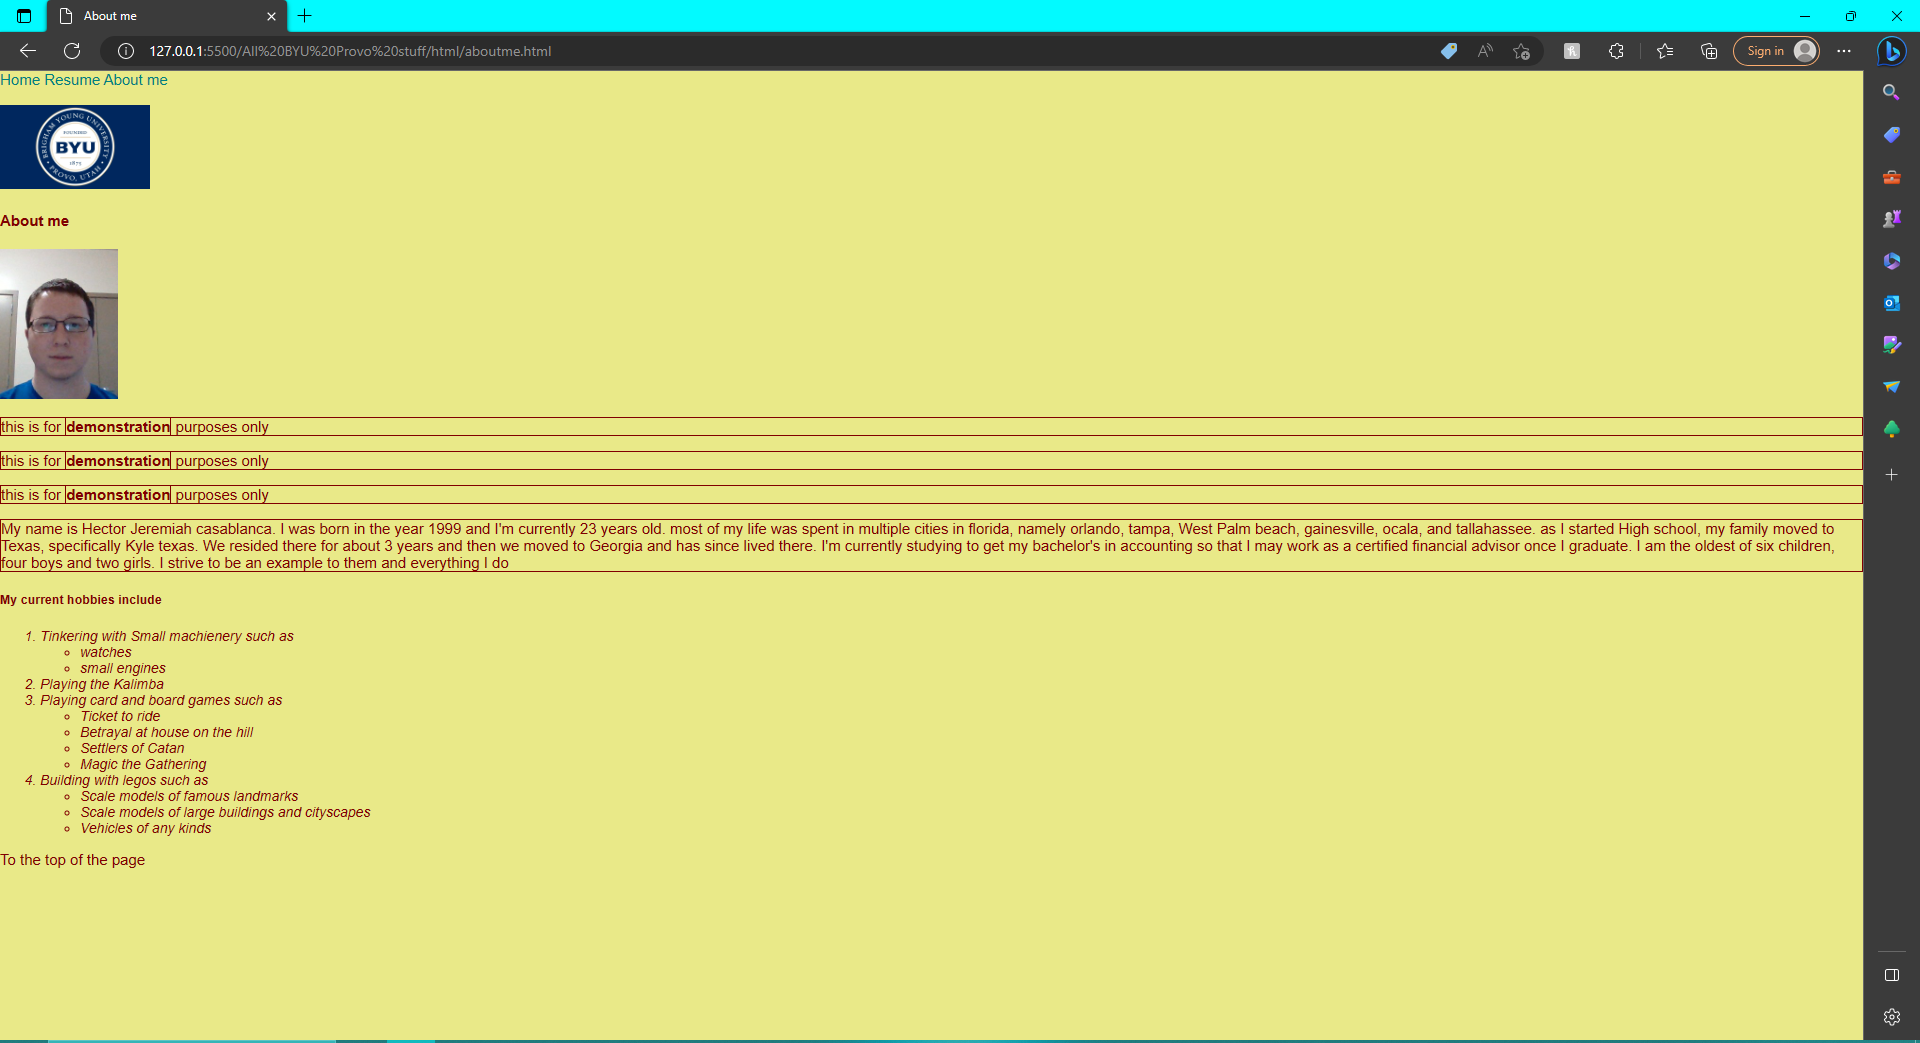 About me
127.0.0.1:5500/All%20BYU%20Provo%20stuff/html/aboutme.html
Sign in
Home Resume About me
BRIGHAM YOUNG UNIVERSITY
FOUNDED
BYU
1875
PROVO, UTAH
About me
this is for demonstration purposes only
this is for demonstration purposes only
this is for demonstration purposes only
My name is Hector Jeremiah casablanca. I was born in the year 1999 and I'm currently 23 years old. most of my life was spent in multiple cities in florida, namely orlando, tampa, West Palm beach, gainesville, ocala, and tallahassee. as I started High school, my family moved to
Texas, specifically Kyle texas. We resided there for about 3 years and then we moved to Georgia and has since lived there. I'm currently studying to get my bachelor's in accounting so that I may work as a certified financial advisor once I graduate. I am the oldest of six children,
four boys and two girls. I strive to be an example to them and everything I do
My current hobbies include
1. Tinkering with Small machienery such as
watches
small engines
2. Playing the Kalimba
3. Playing card and board games such as
Ticket to ride
Betrayal at house on the hill
Settlers of Catan
Magic the Gathering
4. Building with legos such as
Scale models of famous landmarks
Scale models of large buildings and cityscapes
Vehicles of any kinds
To the top of the page